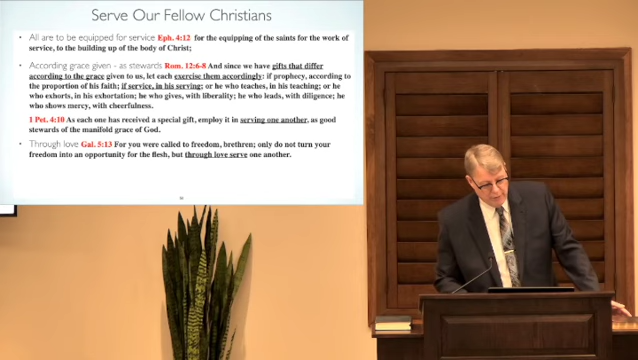 Serve Our Fellow Christians
• All are to be equipped for service Eph. 4:12 for the equipping of the saints for the work of
service, to the building up of the body of Christ;
• According grace given - as stewards Rom. 12:6-8 And since we have gifts that differ
according to the grace given to us, let each exercise them accordingly: if prophecy, according to
the proportion of his faith; if service, in his serving; or he who teaches, in his teaching; or he
who exhorts, in his exhortation; he who gives, with liberality; he who leads, with diligence; he
who shows mercy, with cheerfulness.
1 Pet. 4:10 As each one has received a special gift, employ it in serving one another, as good
stewards of the manifold grace of God.
• Through love Gal. 5:13 For you were called to freedom, brethren; only do not turn your
freedom into an opportunity for the flesh, but through love serve one another.